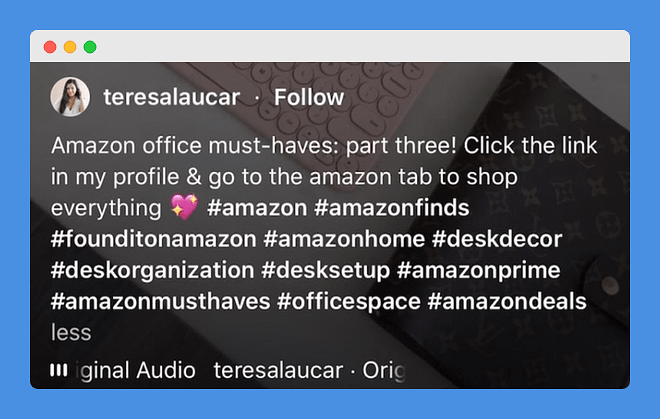 teresalaucar · Follow
Amazon office must-haves: part three! Click the link
in my profile & go to the amazon tab to shop
everything 💖 #amazon #amazonfinds
#founditonamazon #amazonhome #deskdecor
#deskorganization #desksetup #amazonprime
#amazonmusthaves #officespace #amazondeals
less
iginal Audio teresalaucar · Orig